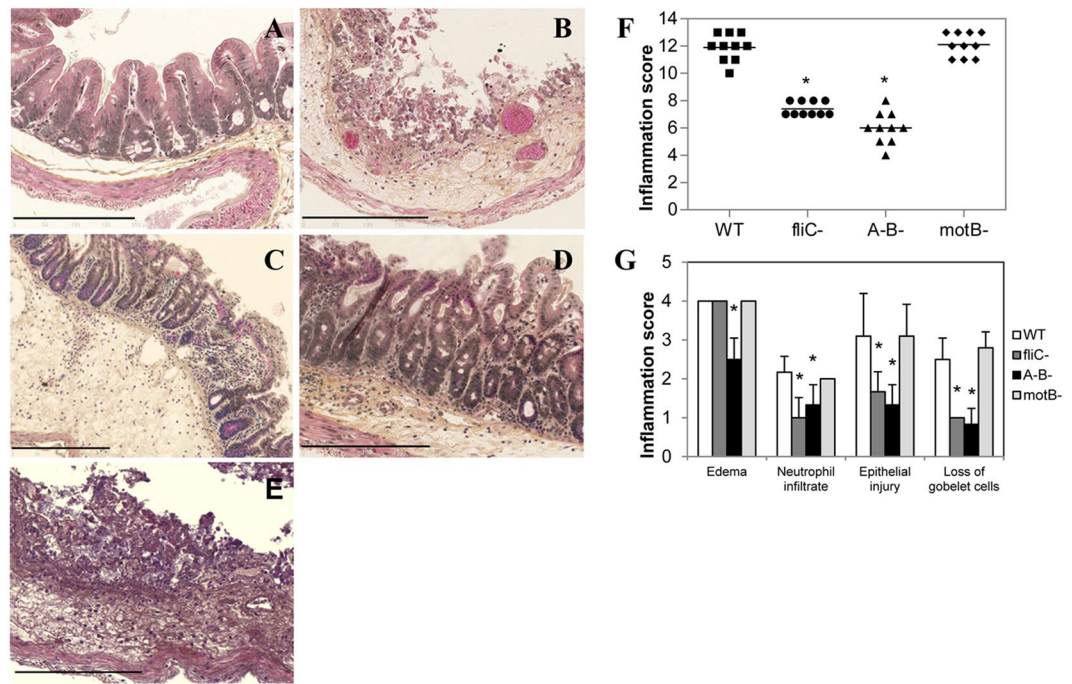 A
B
C
D
E
F
Inflammation score
14
12
10
8
6
4
2
0
*
*
WT
fliC-
A-B-
motB-
G
Inflammation score
5
4
3
2
1
0
*
*
*
*
*
*
*
Edema
Neutrophil
infiltrate
Epithelial
injury
Loss of
gobelet cells
WT
fliC-
A-B-
motB-